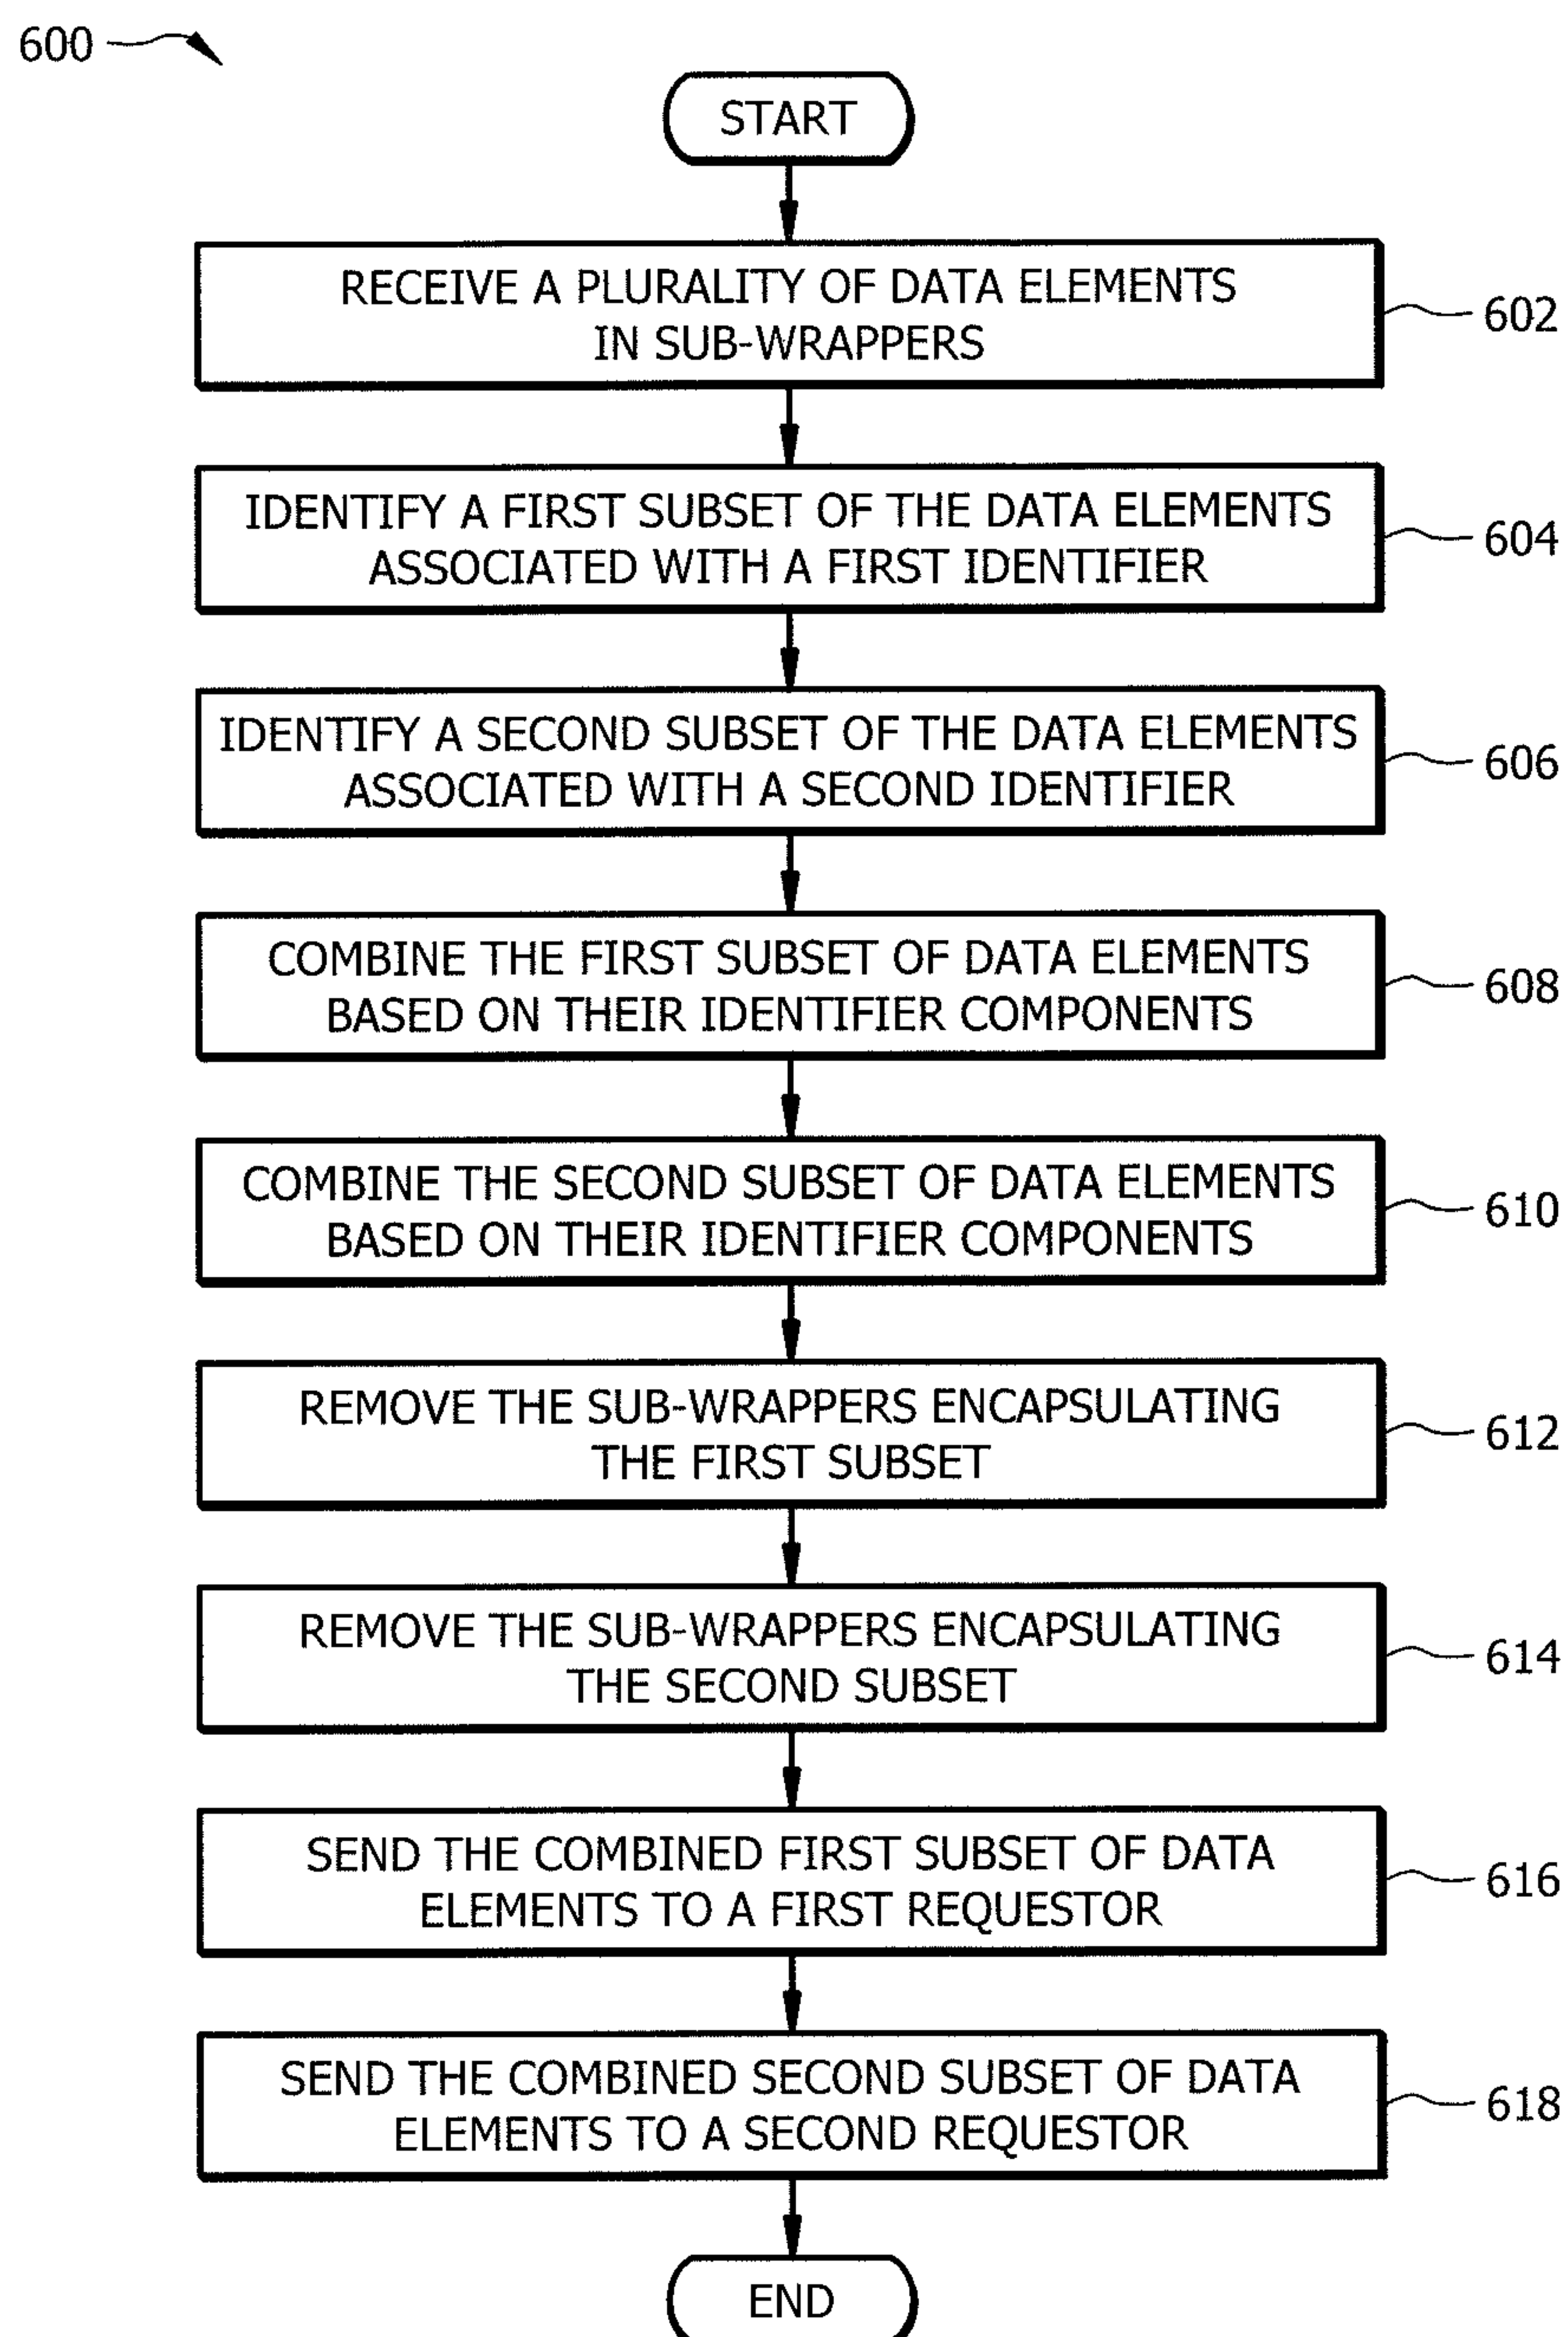 600
START
RECEIVE A PLURALITY OF DATA ELEMENTS
IN SUB-WRAPPERS
602
IDENTIFY A FIRST SUBSET OF THE DATA ELEMENTS
ASSOCIATED WITH A FIRST IDENTIFIER
604
IDENTIFY A SECOND SUBSET OF THE DATA ELEMENTS
ASSOCIATED WITH A SECOND IDENTIFIER
606
COMBINE THE FIRST SUBSET OF DATA ELEMENTS
BASED ON THEIR IDENTIFIER COMPONENTS
608
COMBINE THE SECOND SUBSET OF DATA ELEMENTS
BASED ON THEIR IDENTIFIER COMPONENTS
610
REMOVE THE SUB-WRAPPERS ENCAPSULATING
THE FIRST SUBSET
612
REMOVE THE SUB-WRAPPERS ENCAPSULATING
THE SECOND SUBSET
614
SEND THE COMBINED FIRST SUBSET OF DATA
ELEMENTS TO A FIRST REQUESTOR
616
SEND THE COMBINED SECOND SUBSET OF DATA
ELEMENTS TO A SECOND REQUESTOR
618
END